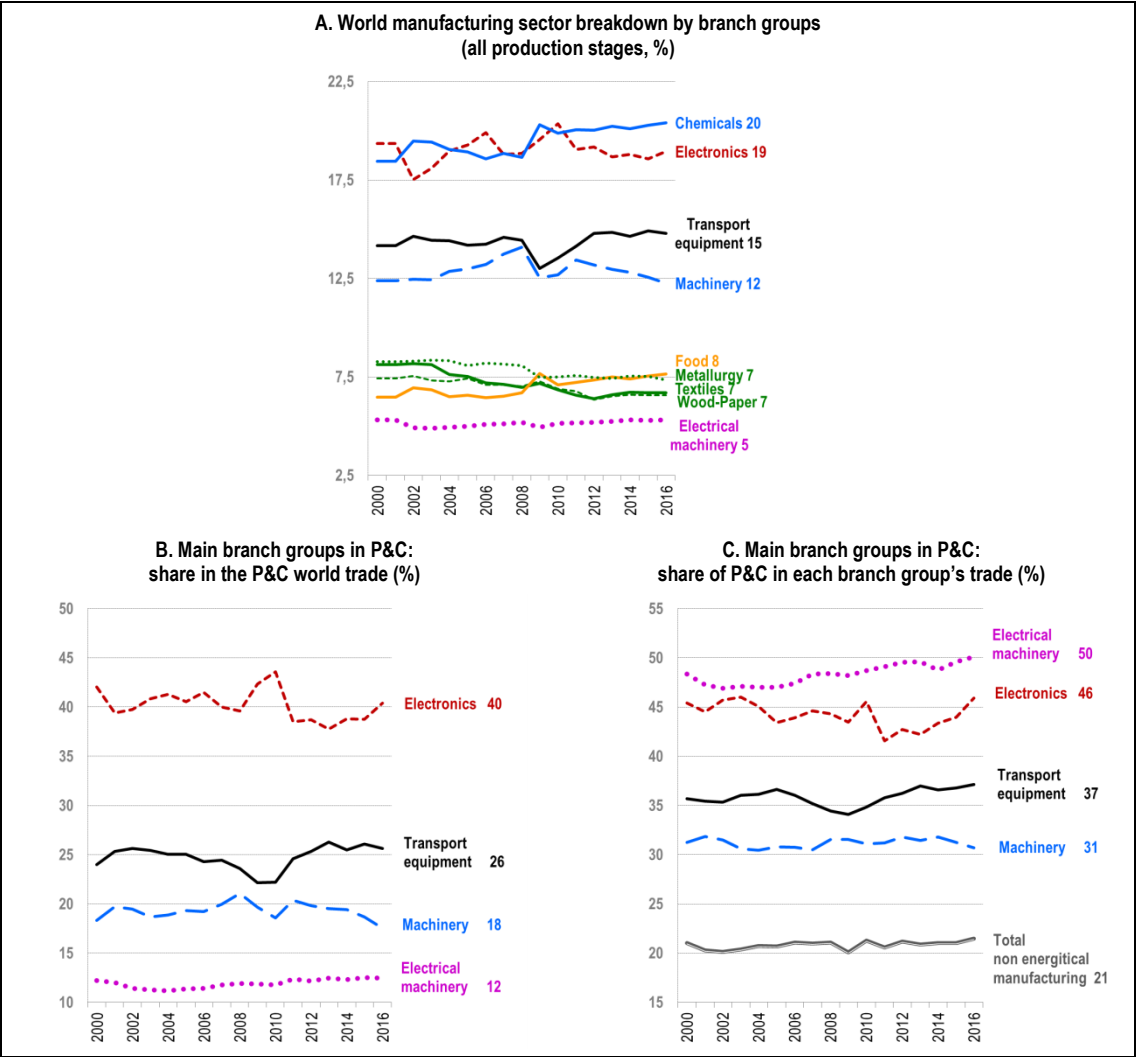 A. World manufacturing sector breakdown by branch groups
(all production stages, %)
22,5
17,5
12,5
7,5
2,5
Chemicals 20
Electronics 19
Transport
equipment 15
Machinery 12
Food 8
Metallurgy 7
Textiles 7
Wood-Paper 7
Electrical
machinery 5
2000
2002
2004
2006
2008
2010
2012
2014
2016
B. Main branch groups in P&C:
share in the P&C world trade (%)
50
45
40
35
30
25
20
15
10
Electronics 40
Transport
equipment 26
Machinery 18
Electrical
machinery 12
2000
2002
2004
2006
2008
2010
2012
2014
2016
C. Main branch groups in P&C:
share of P&C in each branch group's trade (%)
55
50
45
40
35
30
25
20
15
Electrical
machinery 50
Electronics 46
Transport
equipment 37
Machinery 31
Total
non energitical
manufacturing 21
2000
2002
2004
2006
2008
2010
2012
2014
2016